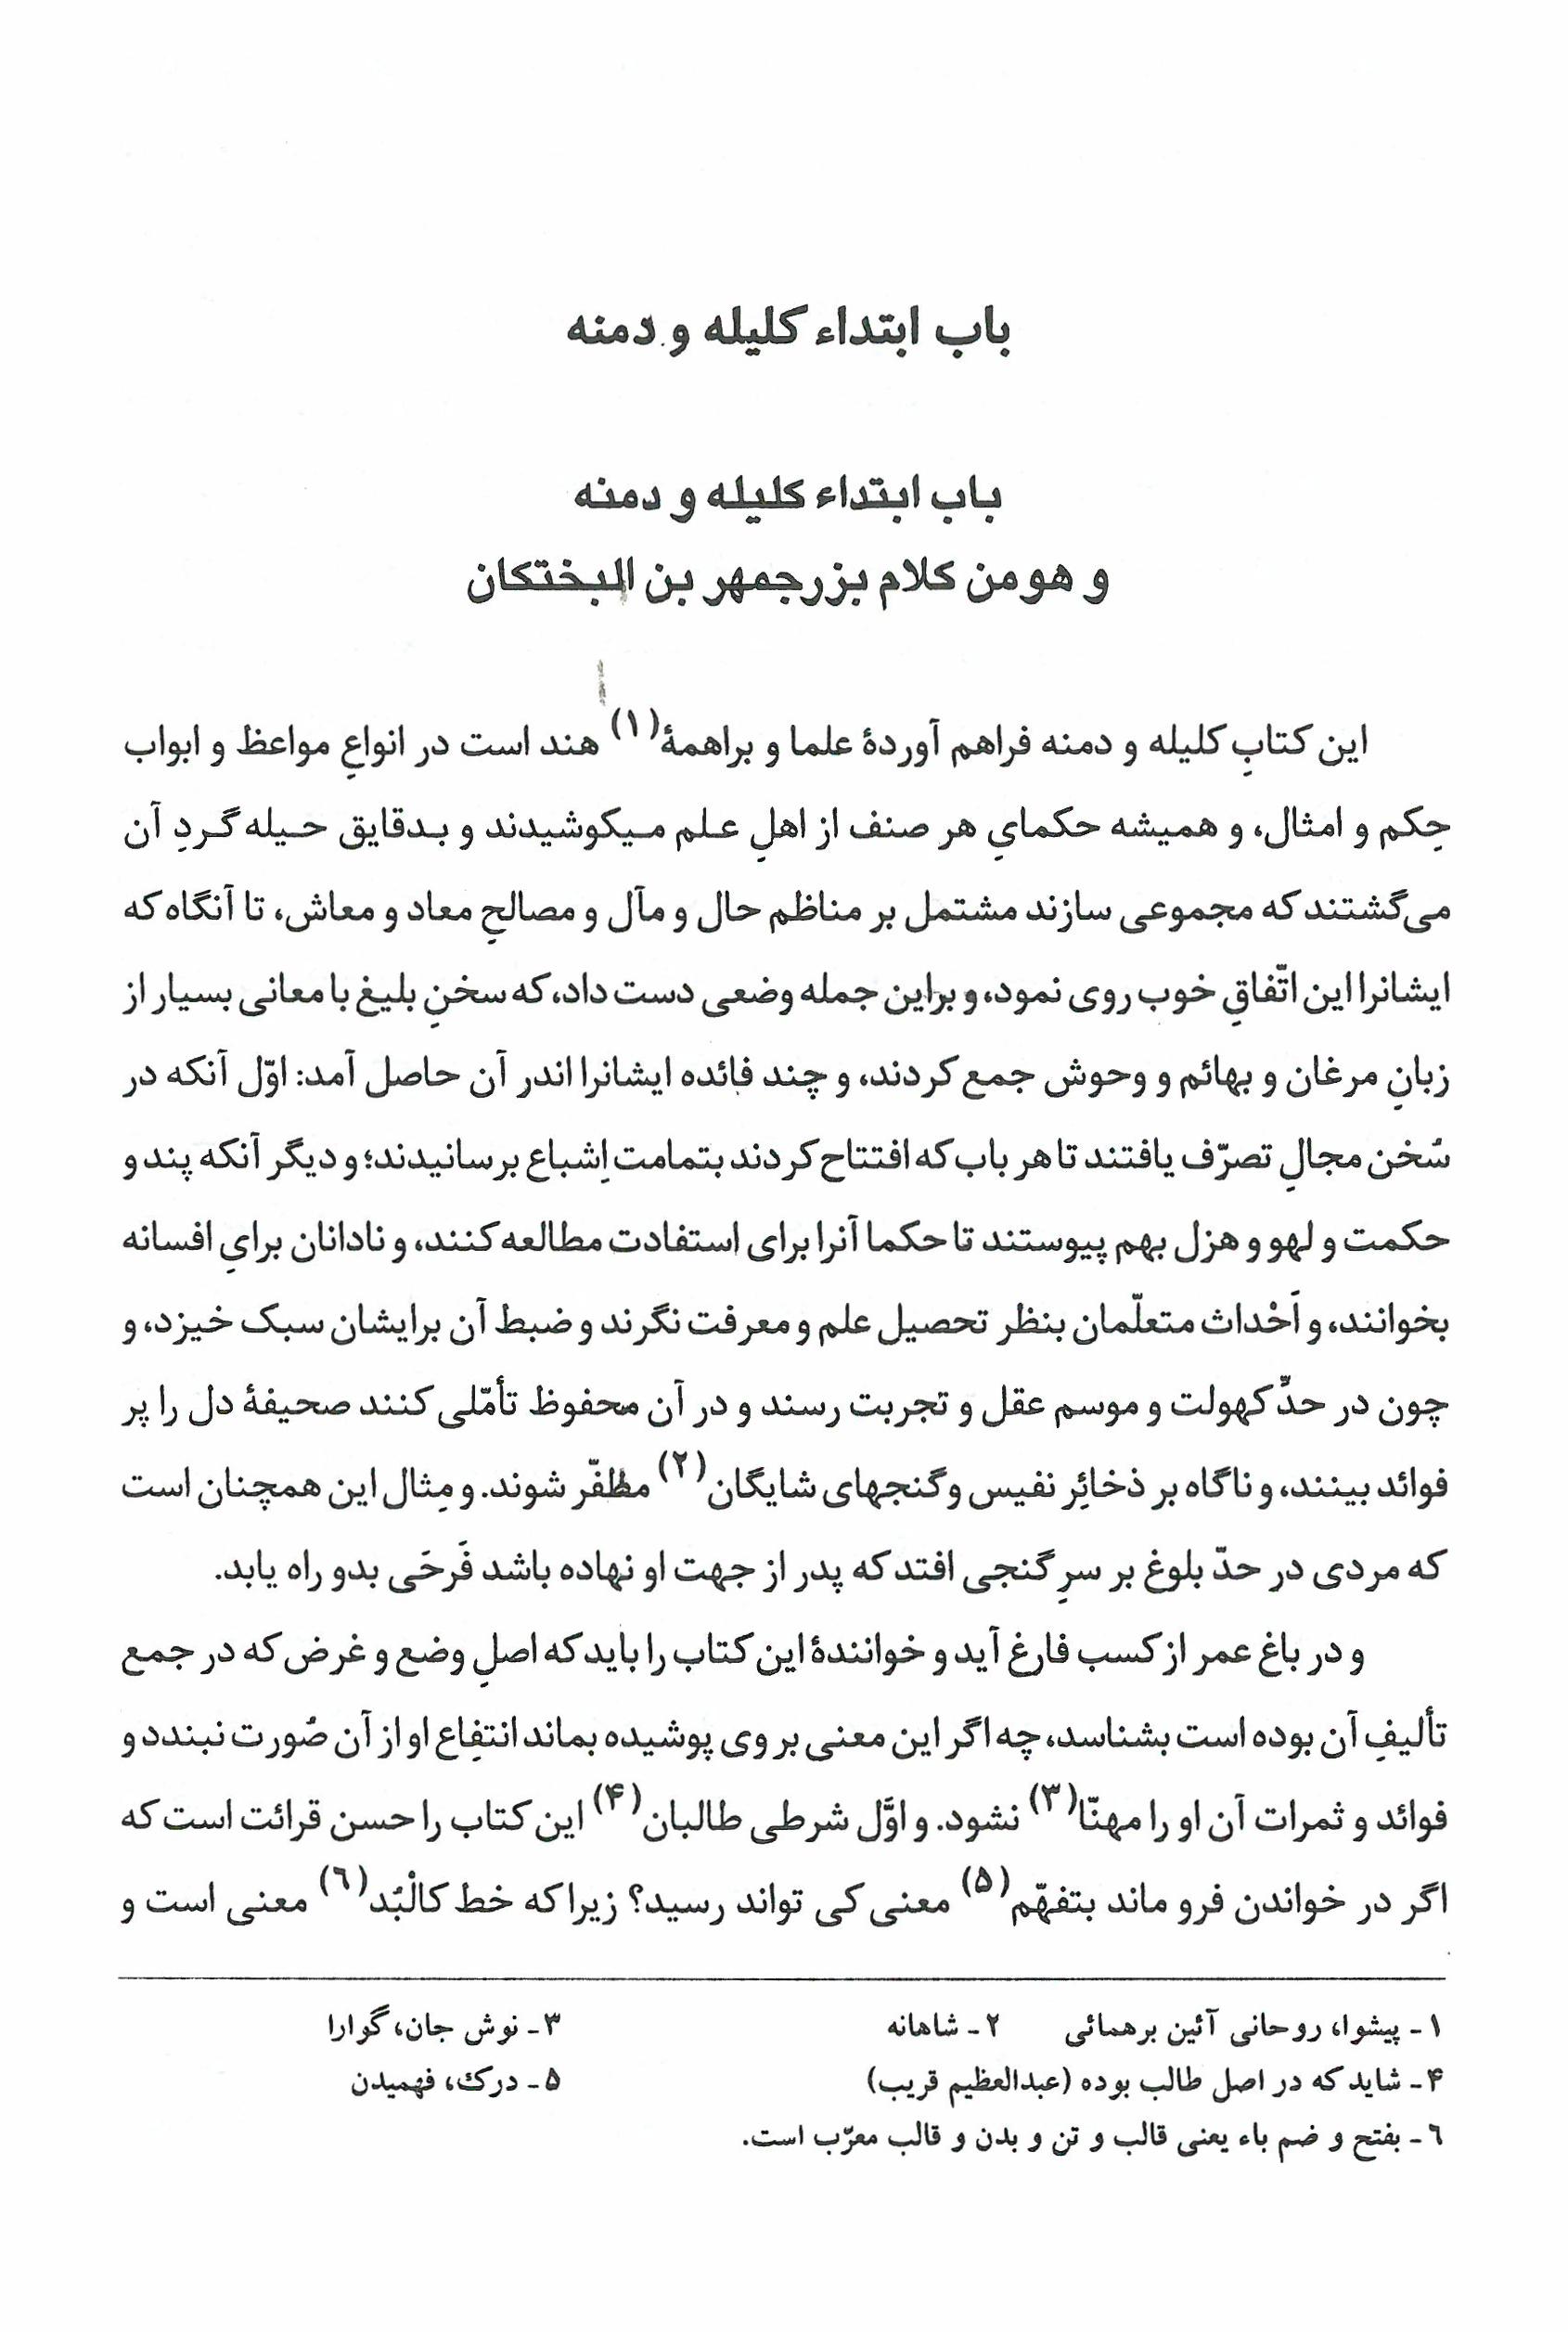 باب ابتداء کلیله و دمنه
باب ابتداء کلیله و دمنه
و هو من کلام بزرجمهر بن البختکان
این کتابِ کلیله و دمنه فراهم آوردهٔ علما و براهمهٔ(۱) هند است در انواعِ مواعظ و ابواب
حِکم و امثال، و همیشه حکمایِ هر صنف از اهلِ علم میکوشیدند و بدقایق حیله گردِ آن
می‌گشتند که مجموعی سازند مشتمل بر مناظم حال و مآل و مصالحِ معاد و معاش، تا آنگاه که
ایشانرا این اتّفاقِ خوب روی نمود، و براین جمله وضعی دست داد، که سخنِ بلیغ با معانی بسیار از
زبانِ مرغان و بهائم و وحوش جمع کردند، و چند فائده ایشانرا اندر آن حاصل آمد: اوّل آنکه در
سُخن مجالِ تصرّف یافتند تا هر باب که افتتاح کردند بتمامت اِشباع برسانیدند؛ و دیگر آنکه پند و
حکمت و لهو و هزل بهم پیوستند تا حکما آنرا برای استفادت مطالعه کنند، و نادانان برایِ افسانه
بخوانند، و اَحْداث متعلّمان بنظر تحصیل علم و معرفت نگرند و ضبط آن برایشان سبک خیزد، و
چون در حدِّ کهولت و موسم عقل و تجربت رسند و در آن محفوظ تأمّلی کنند صحیفهٔ دل را پر
فوائد بینند، و ناگاه بر ذخائِر نفیس و گنجهای شایگان(۲) مظفّر شوند. و مِثال این همچنان است
که مردی در حدّ بلوغ بر سرِ گنجی افتد که پدر از جهت او نهاده باشد فَرحَی بدو راه یابد.
و در باغ عمر از کسب فارغ آید و خوانندهٔ این کتاب را باید که اصلِ وضع و غرض که در جمع
تألیفِ آن بوده است بشناسد، چه اگر این معنی بر وی پوشیده بماند انتفِاع او از آن صُورت نبندد و
فوائد و ثمرات آن او را مهنّا(۳) نشود. و اوَّل شرطی طالبان(۴) این کتاب را حسن قرائت است که
اگر در خواندن فرو ماند بتفهّم(۵) معنی کی تواند رسید؟ زیرا که خط کالْبُد(٦) معنی است و
۱- پیشوا، روحانی آئین برهمائی ۲- شاهانه ۳- نوش جان، گوارا
۴- شاید که در اصل طالب بوده (عبدالعظیم قریب) ۵- درک، فهمیدن
٦- بفتح و ضم باء یعنی قالب و تن و بدن و قالب معرّب است.